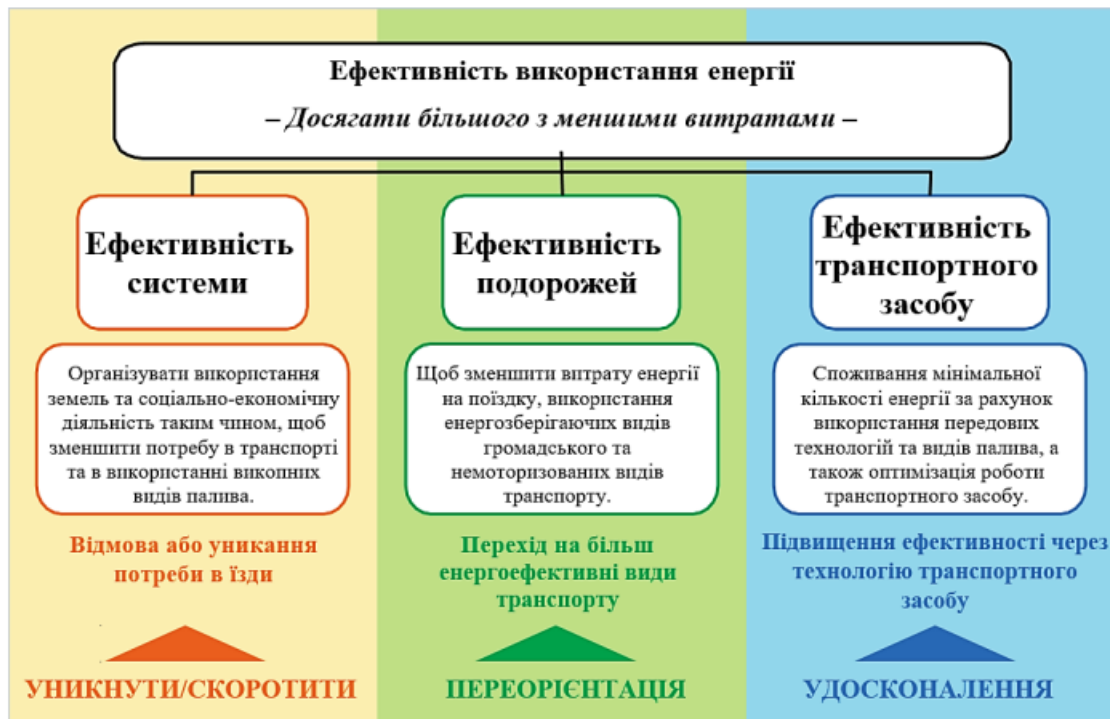 Ефективність використання енергії
– Досягати більшого з меншими витратами –
Ефективність
системи
Організувати використання
земель та соціально-економічну
діяльність таким чином, щоб
зменшити потребу в транспорті
та в використанні викопних
видів палива.
Відмова або уникання
потреби в їзди
УНИКНУТИ/СКОРОТИТИ
Ефективність
подорожей
Щоб зменшити витрату енергії
на поїздку, використання
енергозберігаючих видів
громадського та
немоторизованих видів
транспорту.
Перехід на більш
енергоефективні види
транспорту
ПЕРЕОРІЄНТАЦІЯ
Ефективність
транспортного
засобу
Споживання мінімальної
кількості енергії за рахунок
використання передових
технологій та видів палива, а
також оптимізація роботи
транспортного засобу.
Підвищення ефективності через
технологію транспортного
засобу
УДОСКОНАЛЕННЯ